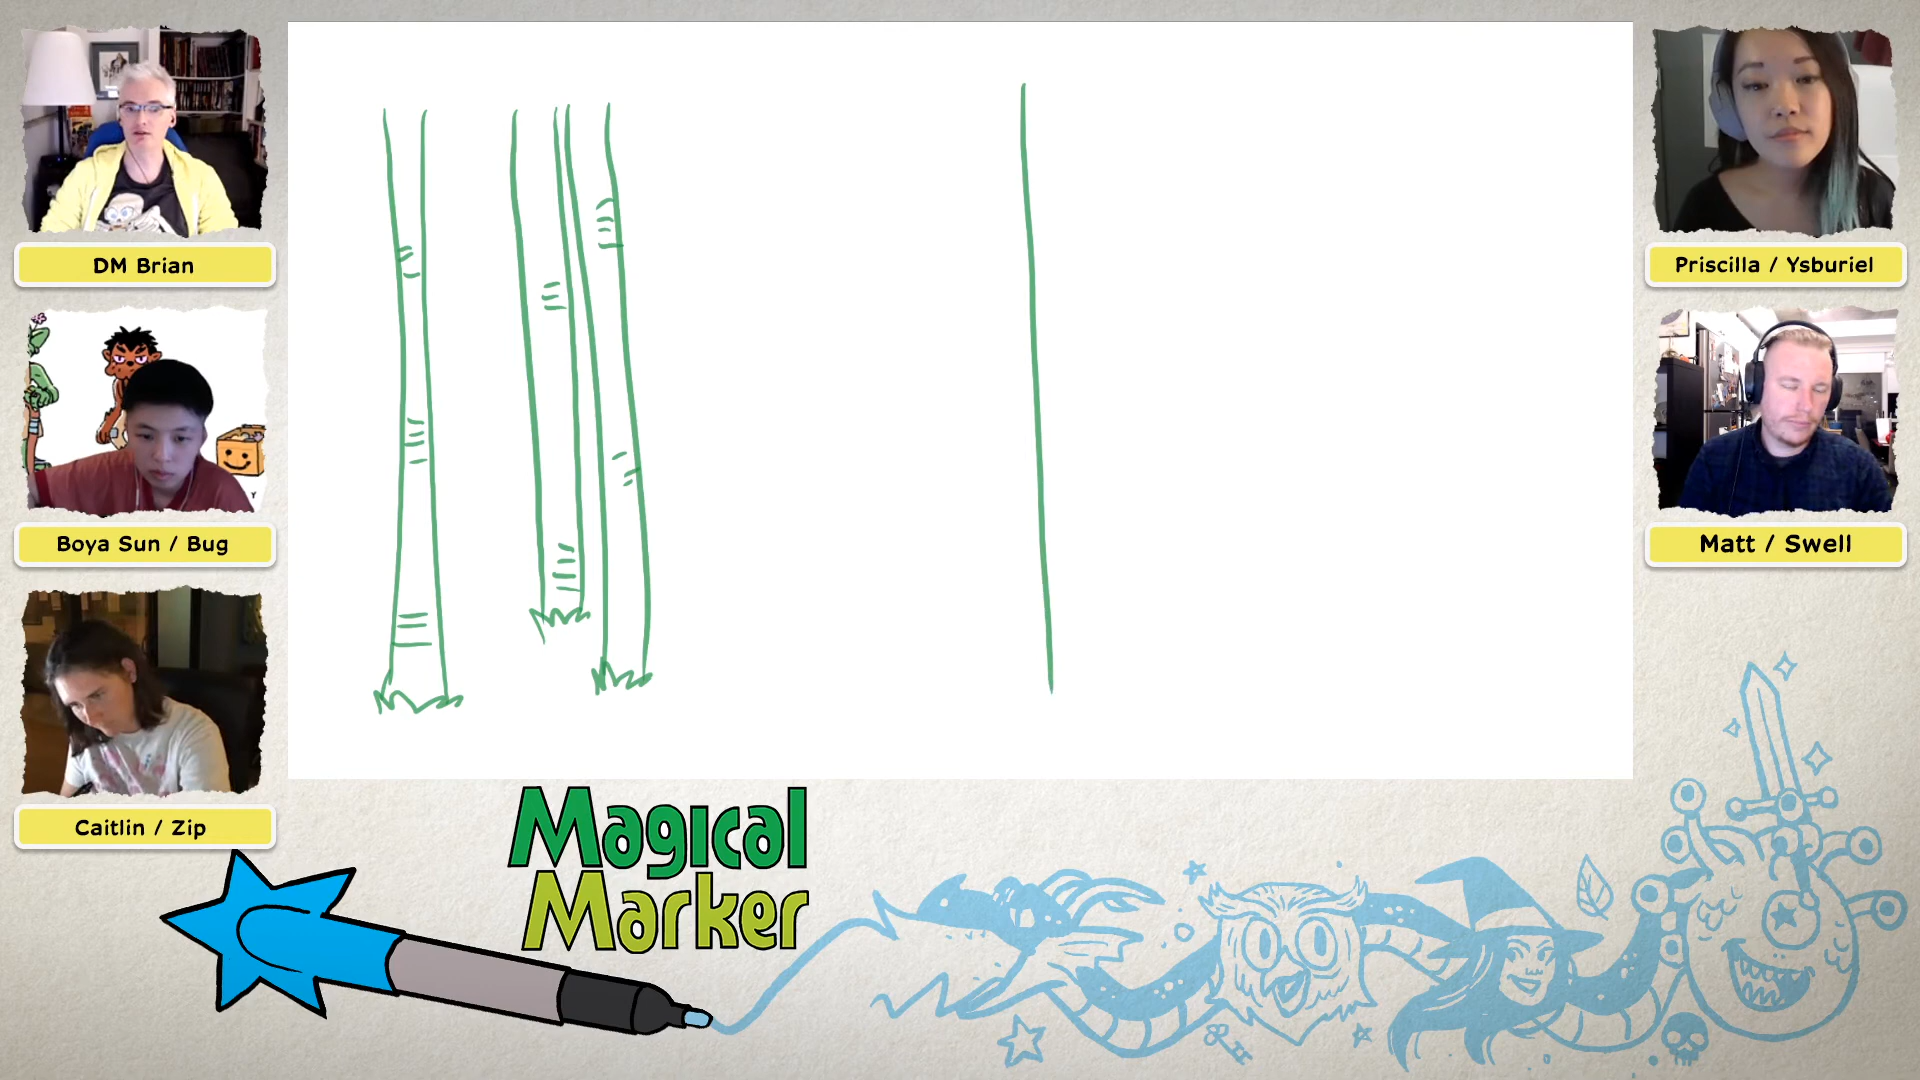 DM Brian
Boya Sun / Bug
Caitlin / Zip
Priscilla / Ysburiel
Matt / Swell
Magical
Marker